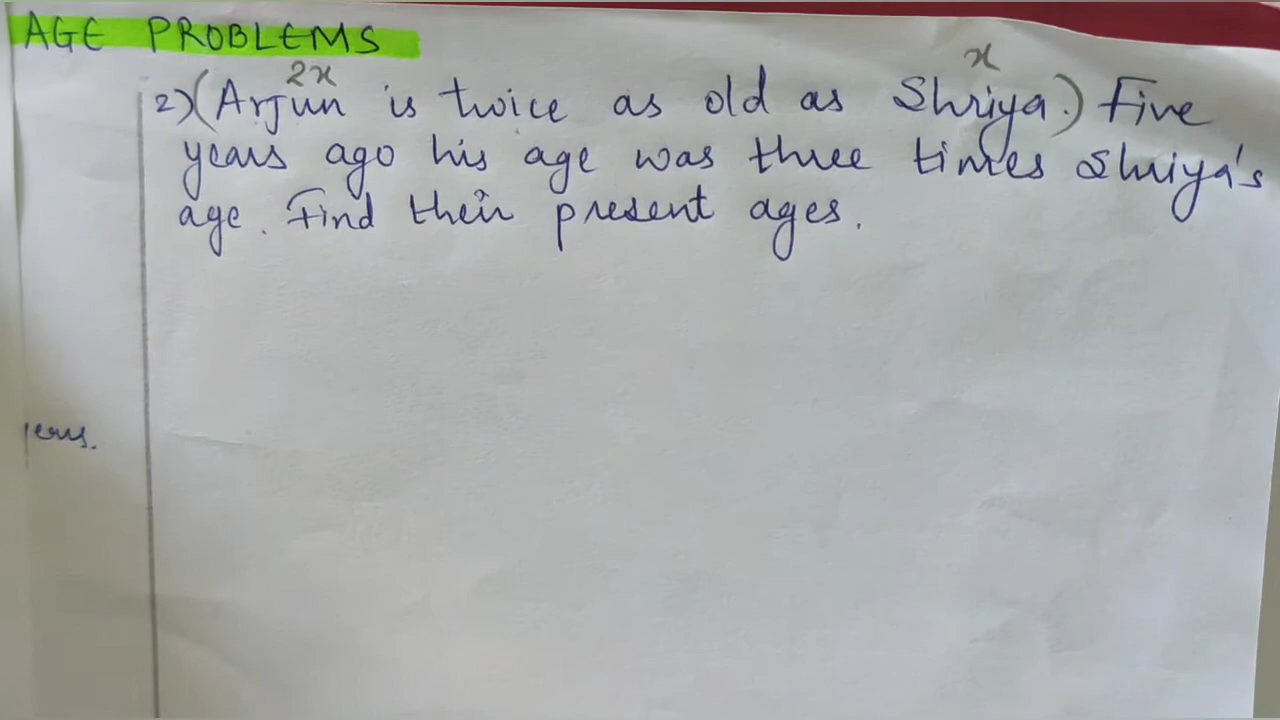 AGE PROBLEMS
2x x
2) (Arjun is twice as old as Shriya.) Five
years ago his age was three times Shriya's
age. Find their present ages.